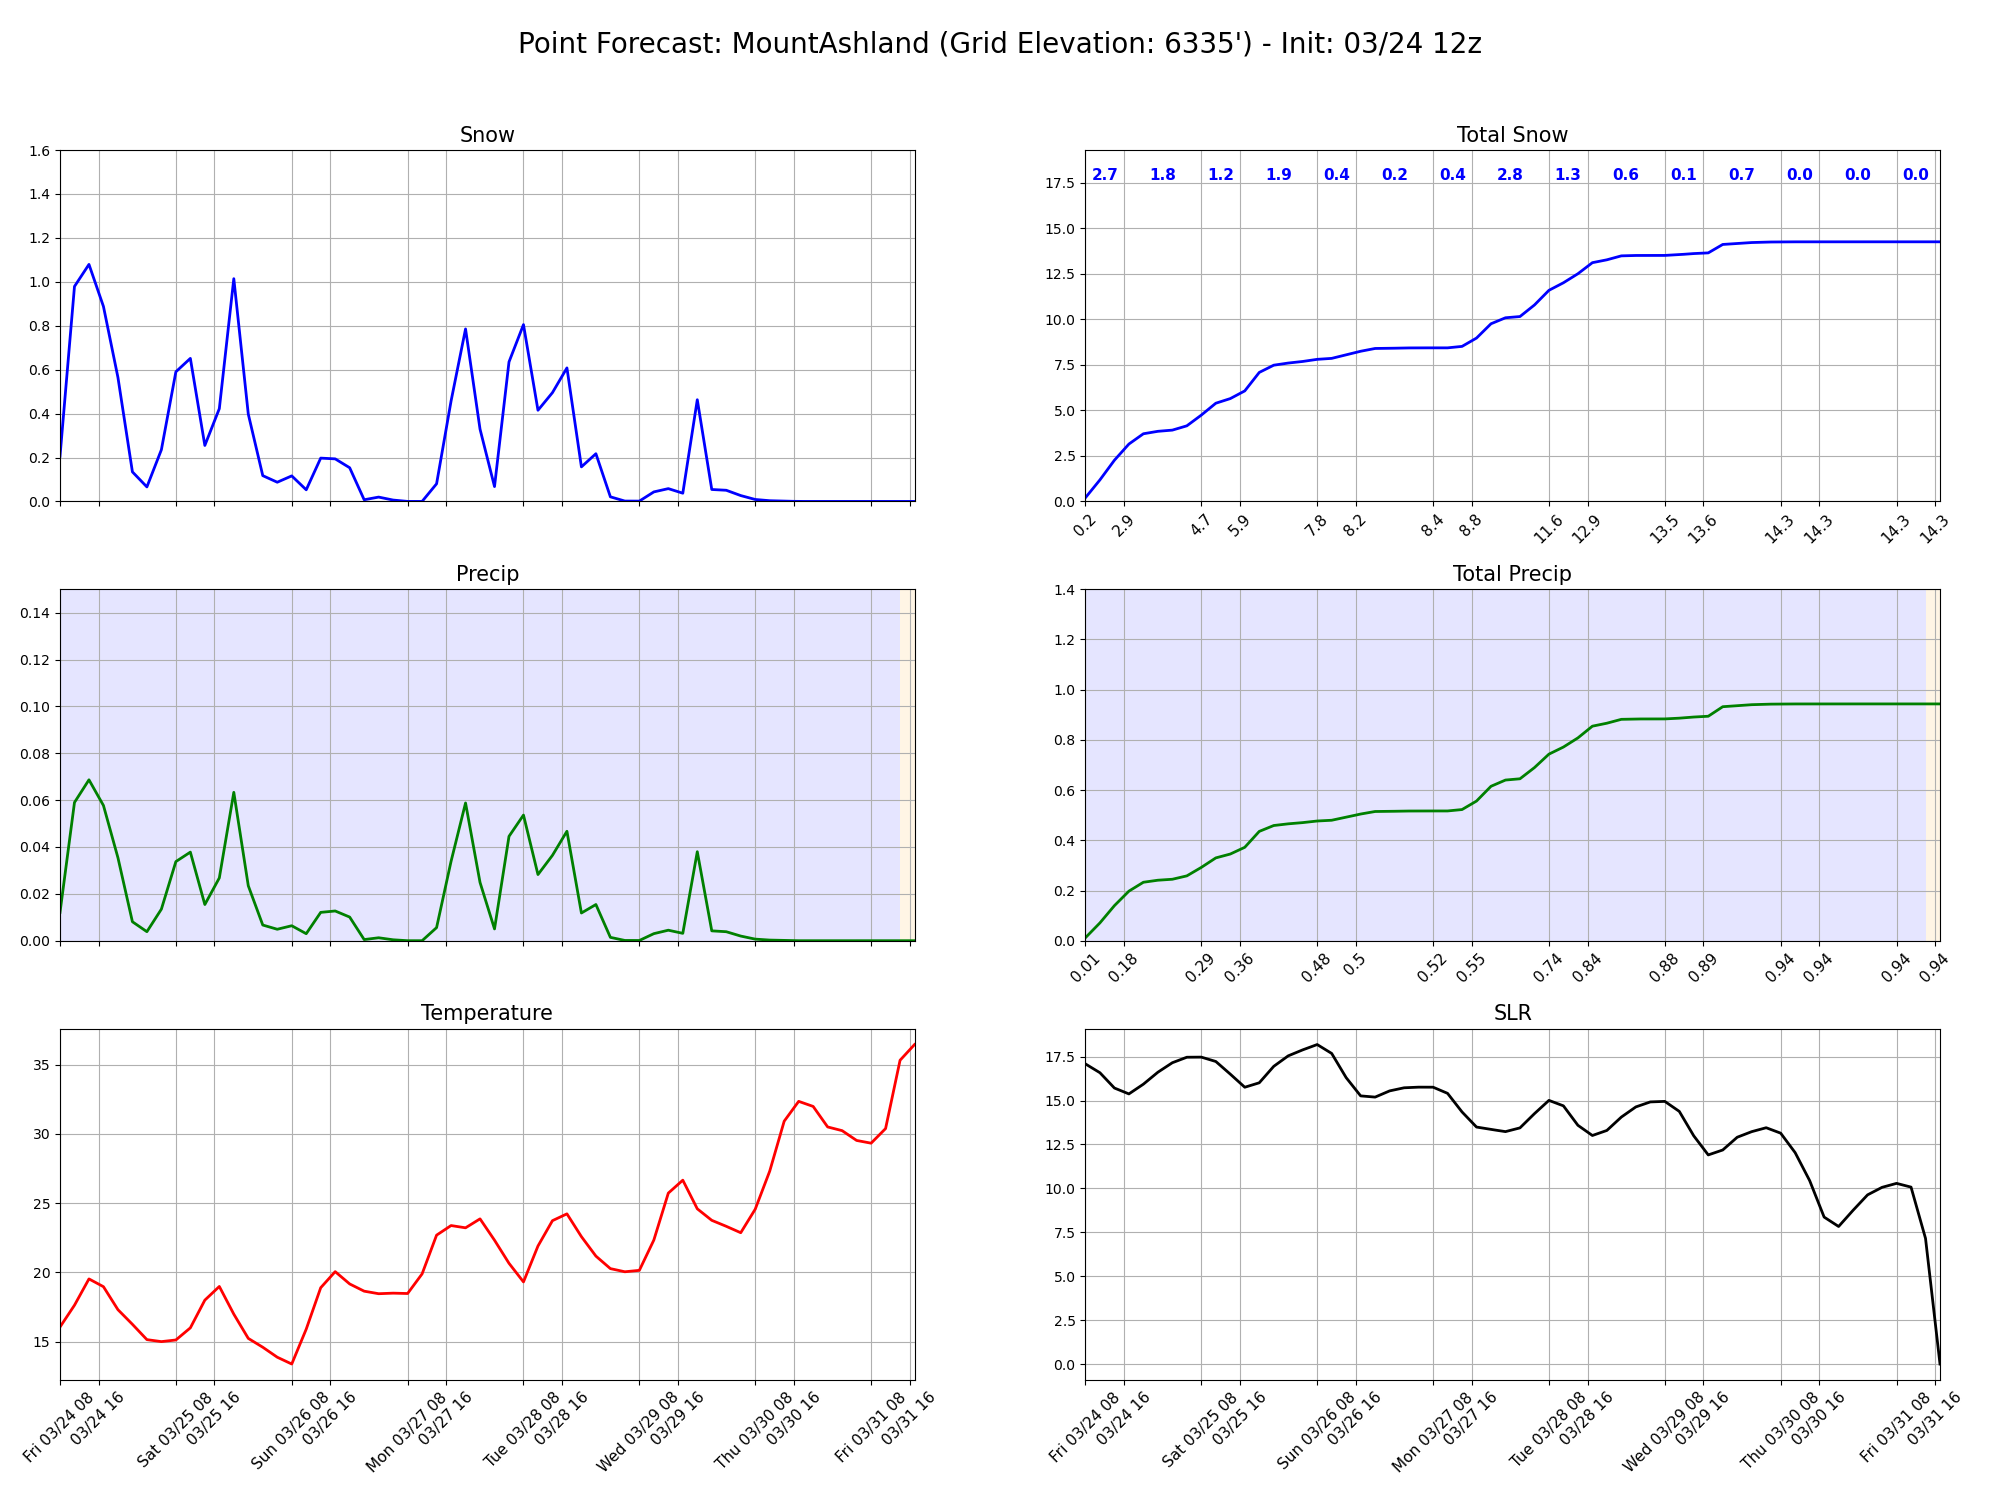 Point Forecast: MountAshland (Grid Elevation: 6335') - Init: 03/24 12z
Snow
1.6
1.4
1.2
1.0
0.8
0.6
0.4
0.2
0.0
Total Snow
2.7 1.8 1.2 1.9 0.4 0.2 0.4 2.8 1.3 0.6 0.1 0.7 0.0 0.0 0.0
17.5
15.0
12.5
10.0
7.5
5.0
2.5
0.0
0.2 2.9 4.7 5.9 7.8 8.2 8.4 8.8 11.6 12.9 13.5 13.6 14.3 14.3 14.3 14.3
Precip
0.14
0.12
0.10
0.08
0.06
0.04
0.02
0.00
Total Precip
1.4
1.2
1.0
0.8
0.6
0.4
0.2
0.0
0.01 0.18 0.29 0.36 0.48 0.5 0.52 0.55 0.74 0.84 0.88 0.89 0.94 0.94 0.94 0.94
Temperature
35
30
25
20
15
Fri 03/24 08
03/24 16
Sat 03/25 08
03/25 16
Sun 03/26 08
03/26 16
Mon 03/27 08
03/27 16
Tue 03/28 08
03/28 16
Wed 03/29 08
03/29 16
Thu 03/30 08
03/30 16
Fri 03/31 08
03/31 16
SLR
17.5
15.0
12.5
10.0
7.5
5.0
2.5
0.0
Fri 03/24 08
03/24 16
Sat 03/25 08
03/25 16
Sun 03/26 08
03/26 16
Mon 03/27 08
03/27 16
Tue 03/28 08
03/28 16
Wed 03/29 08
03/29 16
Thu 03/30 08
03/30 16
Fri 03/31 08
03/31 16